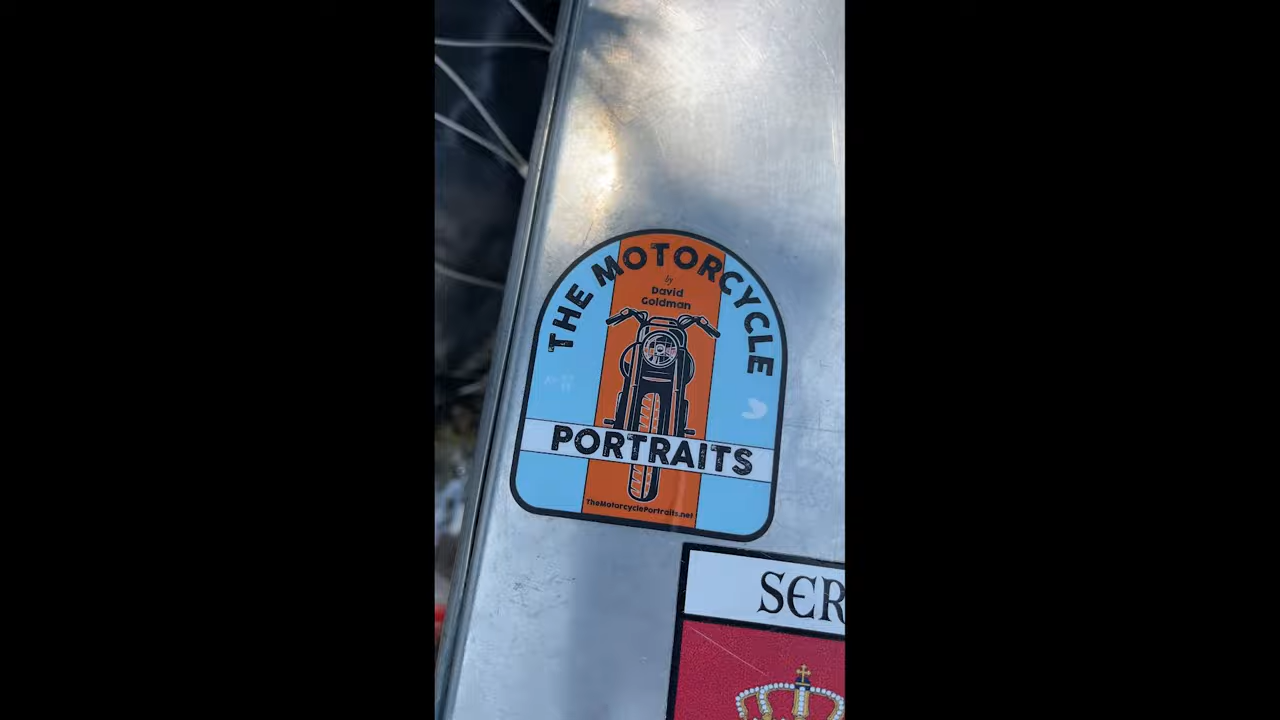 THE MOTORCYCLE
by
David
Goldman
PORTRAITS
TheMotorcyclePortraits.net
SER